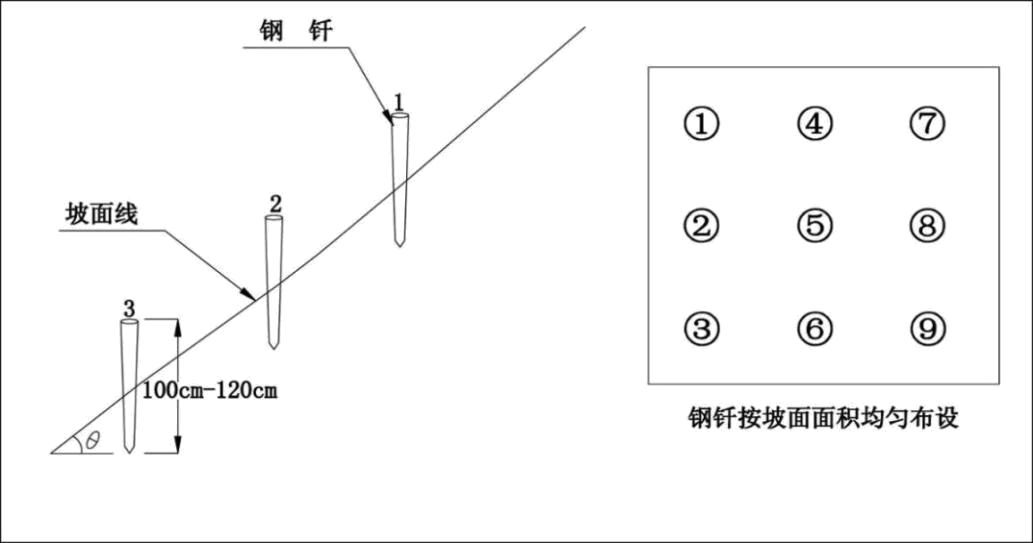 钢 钎
1
2
坡面线
3
100cm-120cm
θ
① ④ ⑦
② ⑤ ⑧
③ ⑥ ⑨
钢钎按坡面面积均匀布设